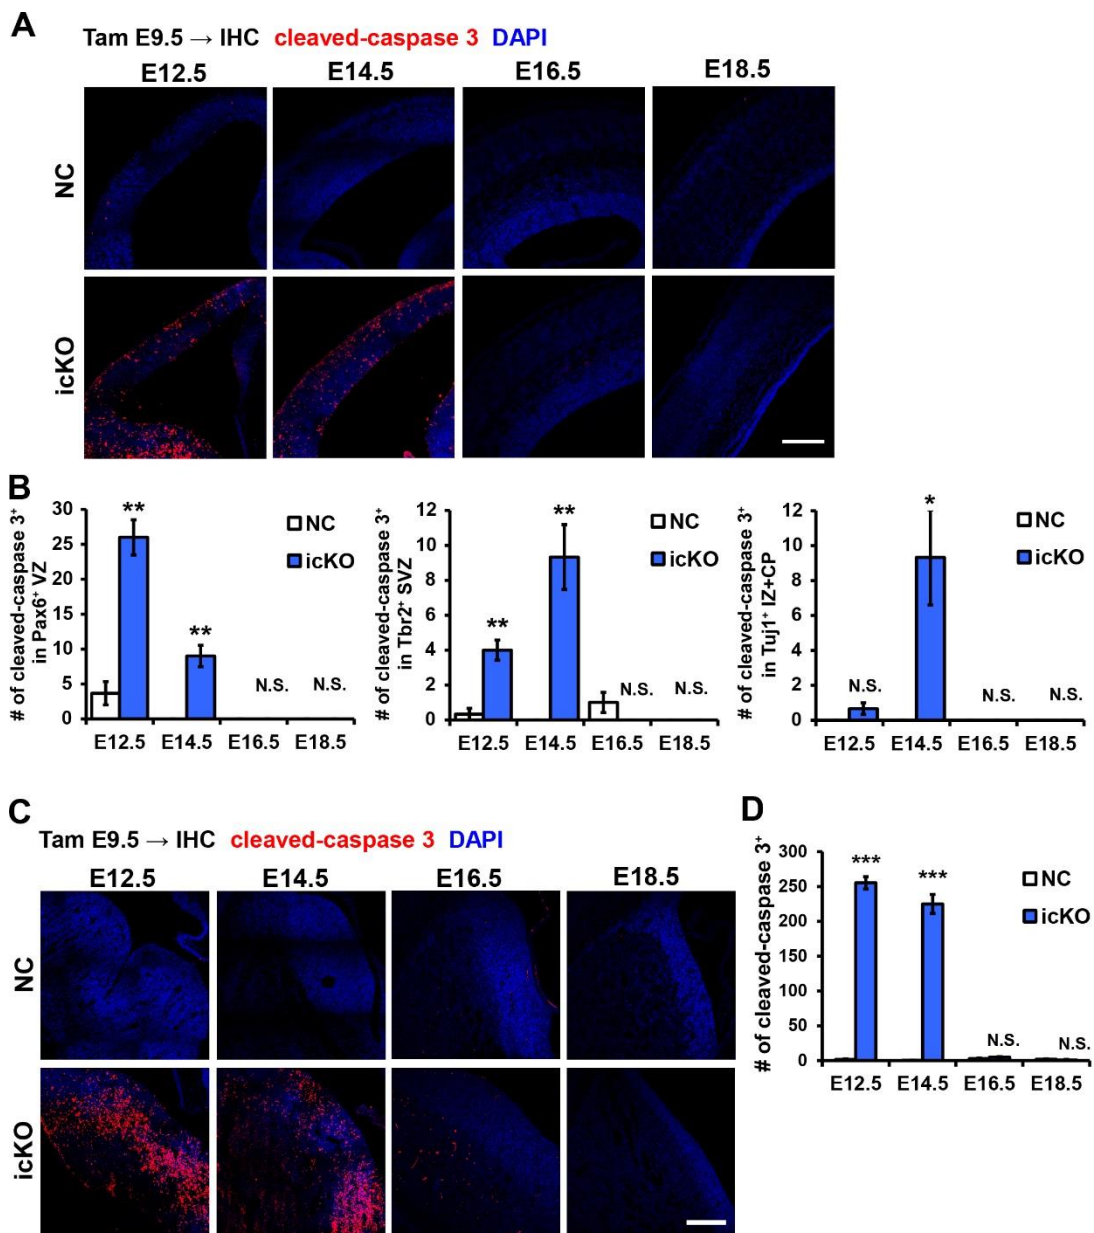 A
Tam E9.5 → IHC cleaved-caspase 3 DAPI
E12.5 E14.5 E16.5 E18.5
NC
icKO
B
# of cleaved-caspase 3⁺
in Pax6⁺ VZ
30
25
20
15
10
5
0
** **
N.S. N.S.
NC
icKO
E12.5 E14.5 E16.5 E18.5
# of cleaved-caspase 3⁺
in Tbr2⁺ SVZ
12
10
8
6
4
2
0
** **
N.S. N.S.
NC
icKO
E12.5 E14.5 E16.5 E18.5
# of cleaved-caspase 3⁺
in Tuj1⁺ IZ+CP
12
10
8
6
4
2
0
N.S. * N.S. N.S.
NC
icKO
E12.5 E14.5 E16.5 E18.5
C
Tam E9.5 → IHC cleaved-caspase 3 DAPI
E12.5 E14.5 E16.5 E18.5
NC
icKO
D
# of cleaved-caspase 3⁺
300
250
200
150
100
50
0
*** ***
N.S. N.S.
NC
icKO
E12.5 E14.5 E16.5 E18.5